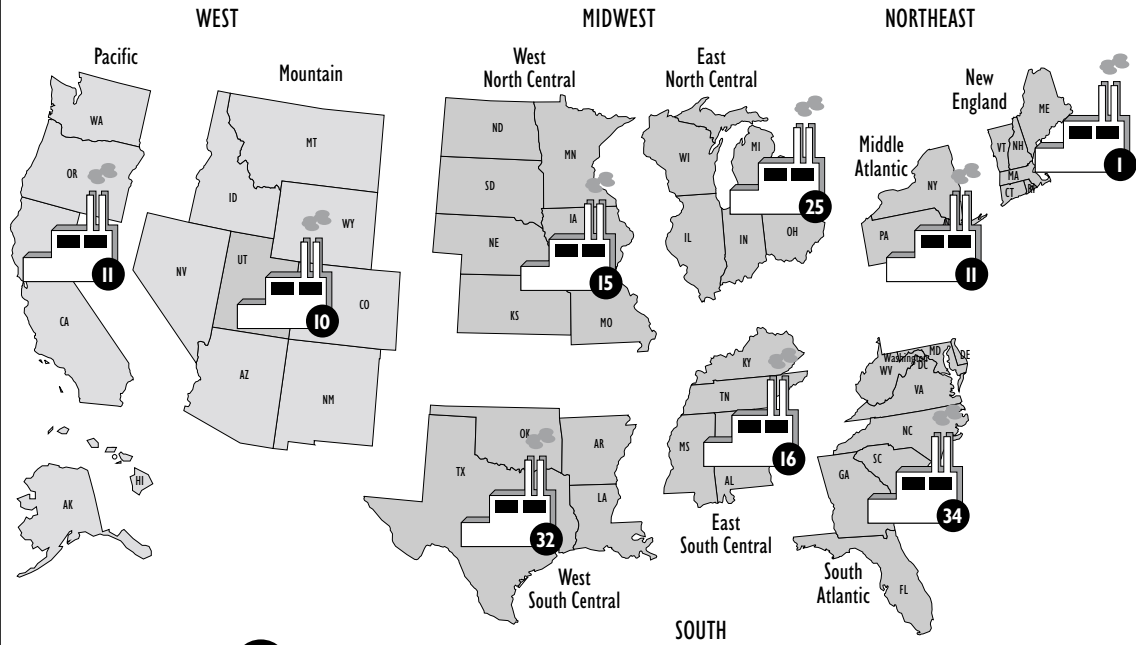 WEST
MIDWEST
NORTHEAST
Pacific
Mountain
West
North Central
East
North Central
New
England
Middle
Atlantic
WA
OR
CA
AK
HI
MT
ID
WY
NV
UT
CO
AZ
NM
ND
SD
MN
NE
IA
KS
MO
WI
MI
IL
IN
OH
NY
PA
ME
VT
NH
MA
CT
RI
11
10
15
25
11
1
OK
TX
AR
LA
32
West
South Central
KY
TN
MS
AL
16
East
South Central
Washington
DC
MD
DE
WV
VA
NC
SC
GA
FL
34
South
Atlantic
SOUTH